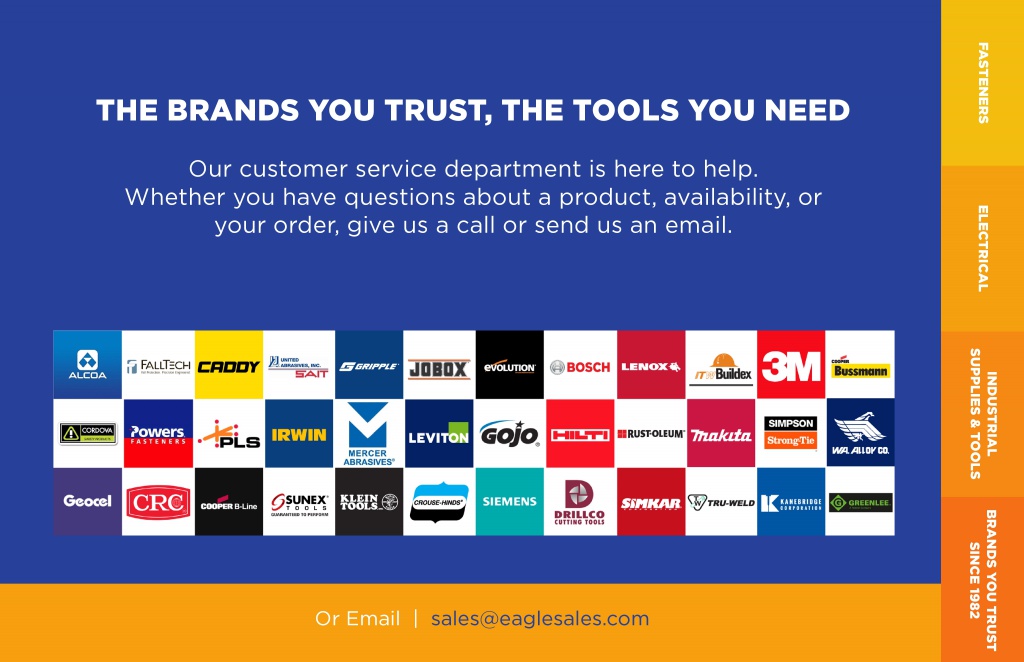 THE BRANDS YOU TRUST, THE TOOLS YOU NEED
Our customer service department is here to help.
Whether you have questions about a product, availability, or
your order, give us a call or send us an email.
ALCOA
FALLTECH
CADDY
UNITED
ABRASIVES, INC.
SAIT
GRIPPLE
JOBOX
evolution
BOSCH
LENOX
ITW Buildex
3M
COOPER
Bussmann
CORDOVA
Powers
FASTENERS
PLS
IRWIN
MERCER
ABRASIVES®
LEVITON
GOJO®
HILTI
RUST-OLEUM®
makita
SIMPSON
Strong-Tie
WA. ALLOY CO.
Geocel
CRC
COOPER B-Line
SUNEX®
TOOLS
GUARANTEED TO PERFORM
KLEIN
TOOLS
CROUSE-HINDS
SIEMENS
DRILLCO
CUTTING TOOLS
SIMKAR
TRU-WELD
KANEBRIDGE
CORPORATION
GREENLEE
Or Email | sales@eaglesales.com
FASTENERS
ELECTRICAL
INDUSTRIAL
SUPPLIES & TOOLS
BRANDS YOU TRUST
SINCE 1982